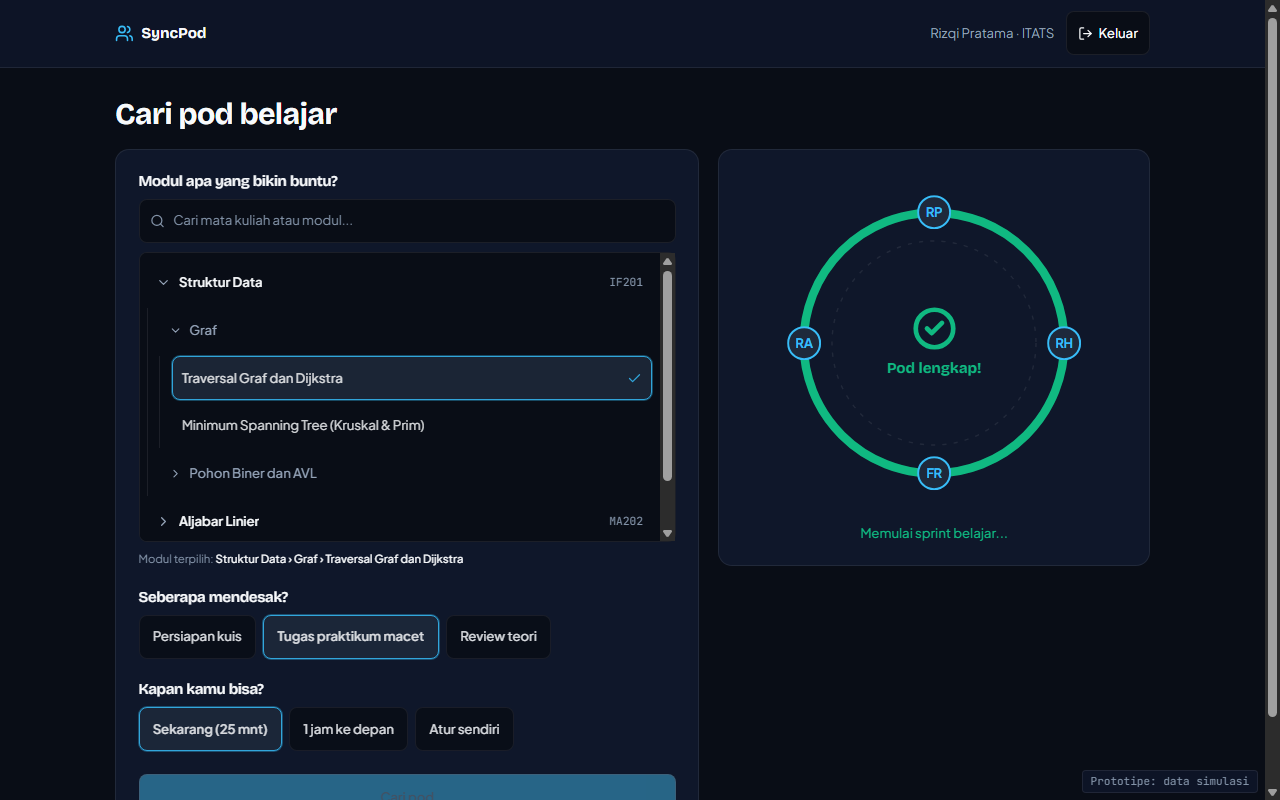 SyncPod
Rizqi Pratama · ITATS
Keluar
Cari pod belajar
Modul apa yang bikin buntu?
Cari mata kuliah atau modul...
Struktur Data
IF201
Graf
Traversal Graf dan Dijkstra
Minimum Spanning Tree (Kruskal & Prim)
Pohon Biner dan AVL
Aljabar Linier
MA202
Modul terpilih: Struktur Data › Graf › Traversal Graf dan Dijkstra
Seberapa mendesak?
Persiapan kuis
Tugas praktikum macet
Review teori
Kapan kamu bisa?
Sekarang (25 mnt)
1 jam ke depan
Atur sendiri
Cari pod
RP
RA
RH
Pod lengkap!
FR
Memulai sprint belajar...
Prototipe: data simulasi